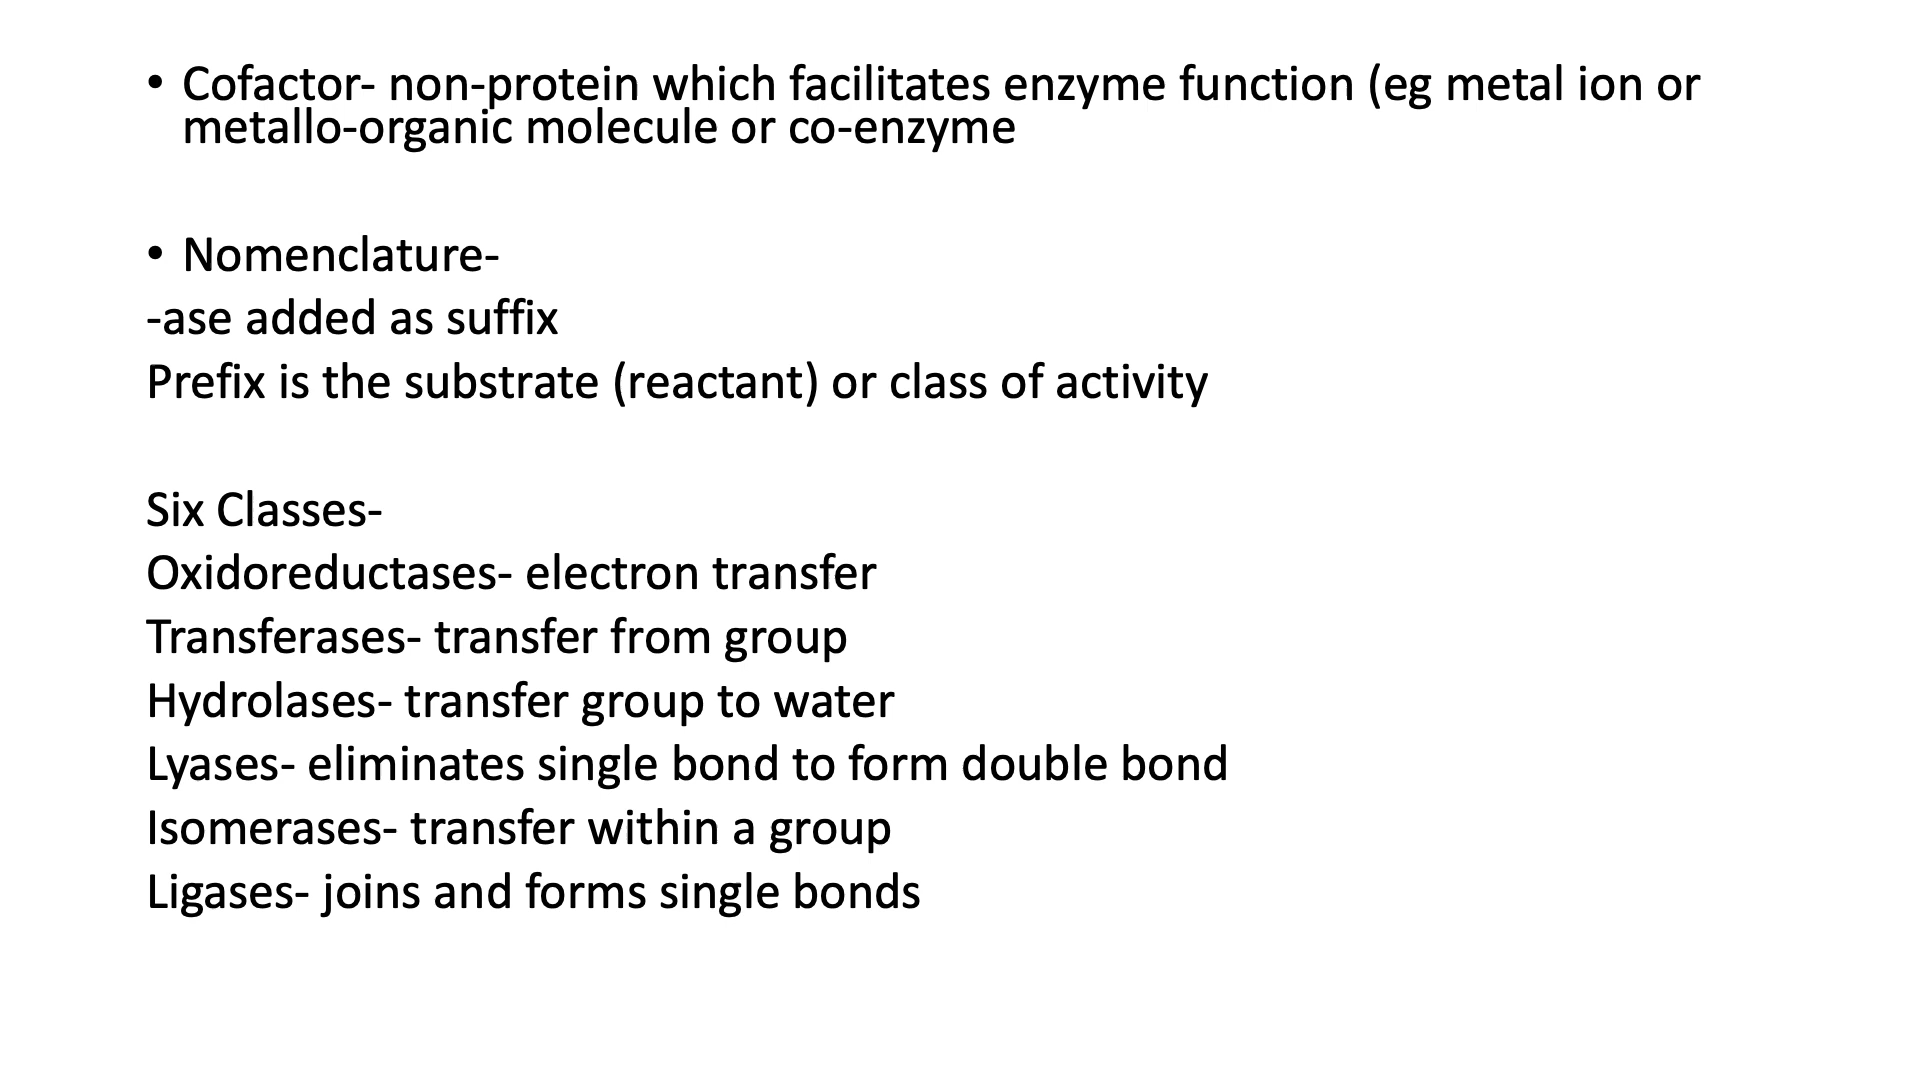 • Cofactor- non-protein which facilitates enzyme function (eg metal ion or
metallo-organic molecule or co-enzyme
• Nomenclature-
-ase added as suffix
Prefix is the substrate (reactant) or class of activity
Six Classes-
Oxidoreductases- electron transfer
Transferases- transfer from group
Hydrolases- transfer group to water
Lyases- eliminates single bond to form double bond
Isomerases- transfer within a group
Ligases- joins and forms single bonds